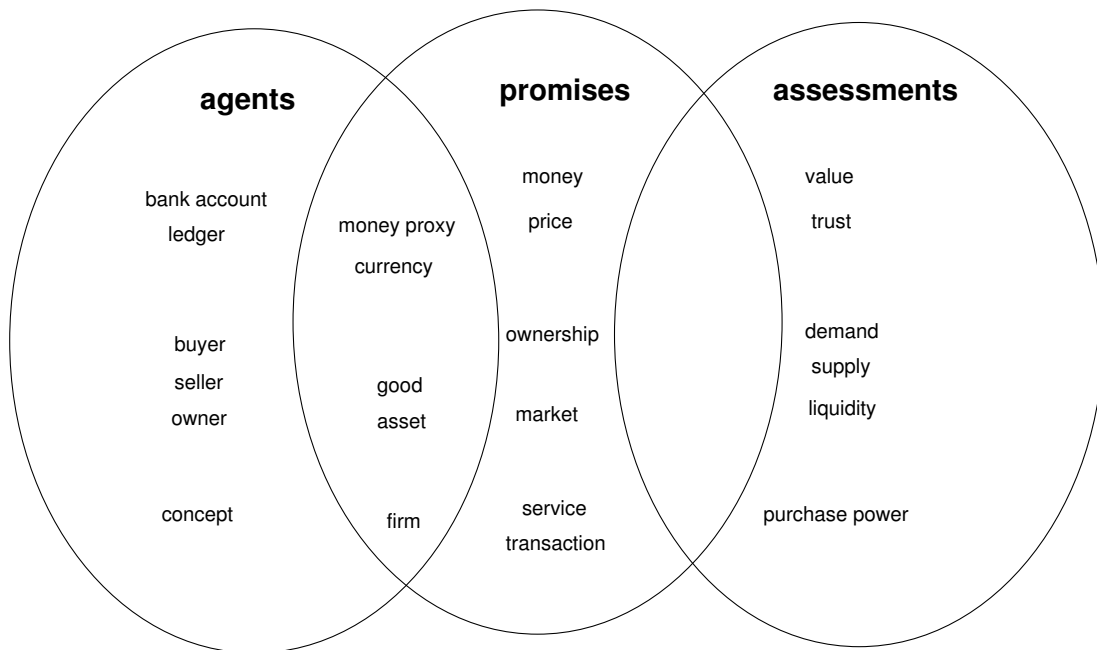 agents
promises
assessments
bank account
ledger
buyer
seller
owner
concept
money proxy
currency
good
asset
firm
money
price
ownership
market
service
transaction
value
trust
demand
supply
liquidity
purchase power